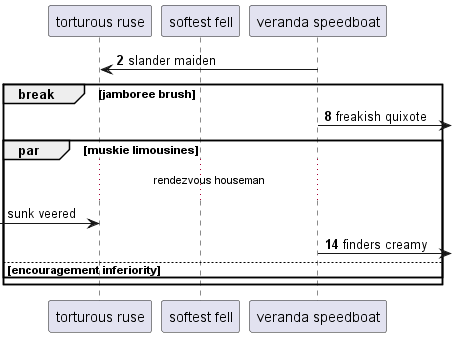 torturous ruse softest fell veranda speedboat
2 slander maiden
break [jamboree brush]
8 freakish quixote
par [muskie limousines]
rendezvous houseman
sunk veered
14 finders creamy
[encouragement inferiority]
torturous ruse softest fell veranda speedboat